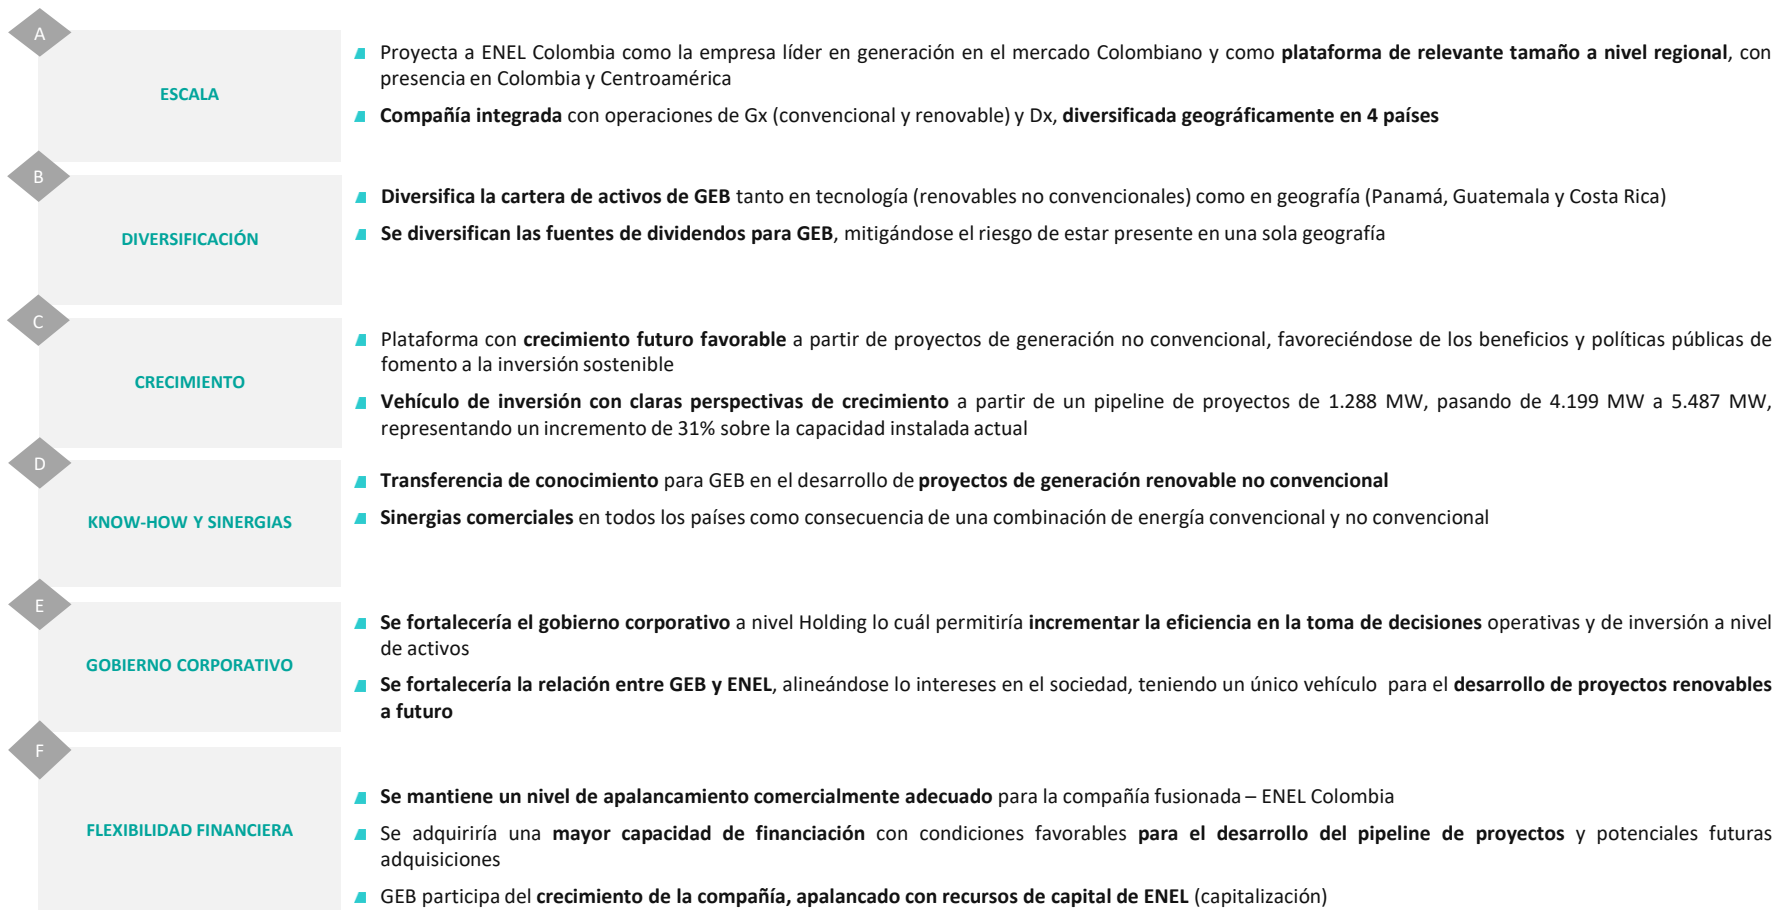 A
ESCALA
Proyecta a ENEL Colombia como la empresa líder en generación en el mercado Colombiano y como plataforma de relevante tamaño a nivel regional, con
presencia en Colombia y Centroamérica
Compañía integrada con operaciones de Gx (convencional y renovable) y Dx, diversificada geográficamente en 4 países
B
DIVERSIFICACIÓN
Diversifica la cartera de activos de GEB tanto en tecnología (renovables no convencionales) como en geografía (Panamá, Guatemala y Costa Rica)
Se diversifican las fuentes de dividendos para GEB, mitigándose el riesgo de estar presente en una sola geografía
C
CRECIMIENTO
Plataforma con crecimiento futuro favorable a partir de proyectos de generación no convencional, favoreciéndose de los beneficios y políticas públicas de
fomento a la inversión sostenible
Vehículo de inversión con claras perspectivas de crecimiento a partir de un pipeline de proyectos de 1.288 MW, pasando de 4.199 MW a 5.487 MW,
representando un incremento de 31% sobre la capacidad instalada actual
D
KNOW-HOW Y SINERGIAS
Transferencia de conocimiento para GEB en el desarrollo de proyectos de generación renovable no convencional
Sinergias comerciales en todos los países como consecuencia de una combinación de energía convencional y no convencional
E
GOBIERNO CORPORATIVO
Se fortalecería el gobierno corporativo a nivel Holding lo cuál permitiría incrementar la eficiencia en la toma de decisiones operativas y de inversión a nivel
de activos
Se fortalecería la relación entre GEB y ENEL, alineándose lo intereses en el sociedad, teniendo un único vehículo para el desarrollo de proyectos renovables
a futuro
F
FLEXIBILIDAD FINANCIERA
Se mantiene un nivel de apalancamiento comercialmente adecuado para la compañía fusionada – ENEL Colombia
Se adquiriría una mayor capacidad de financiación con condiciones favorables para el desarrollo del pipeline de proyectos y potenciales futuras
adquisiciones
GEB participa del crecimiento de la compañía, apalancado con recursos de capital de ENEL (capitalización)